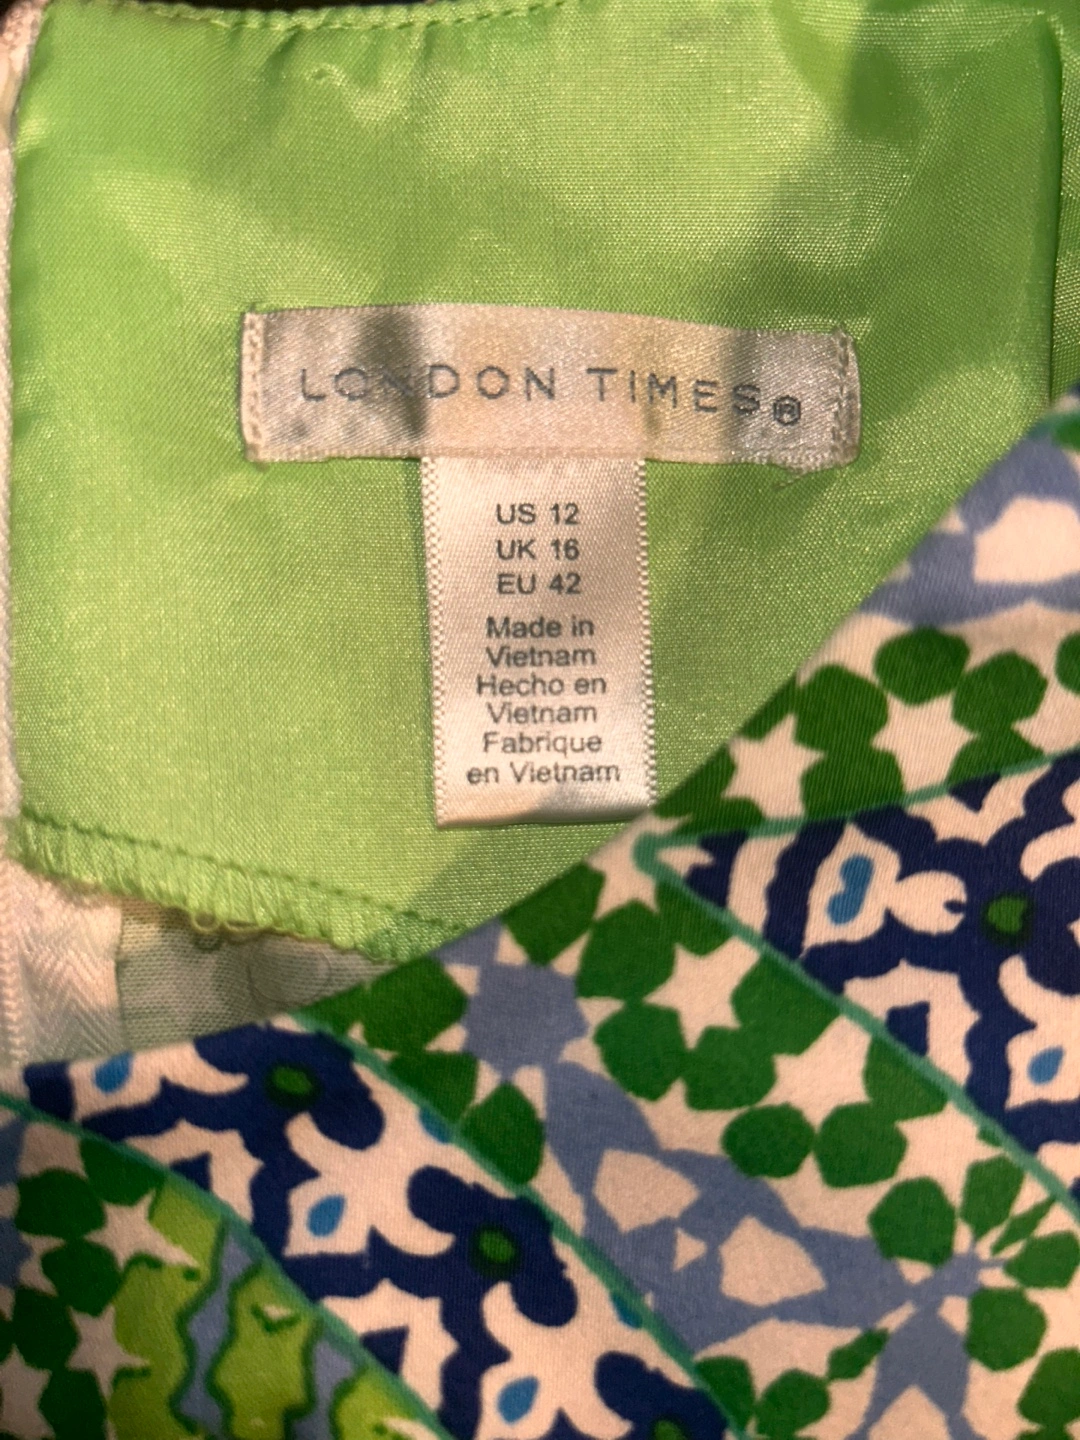 LONDON TIMES®
US 12
UK 16
EU 42
Made in
Vietnam
Hecho en
Vietnam
Fabrique
en Vietnam